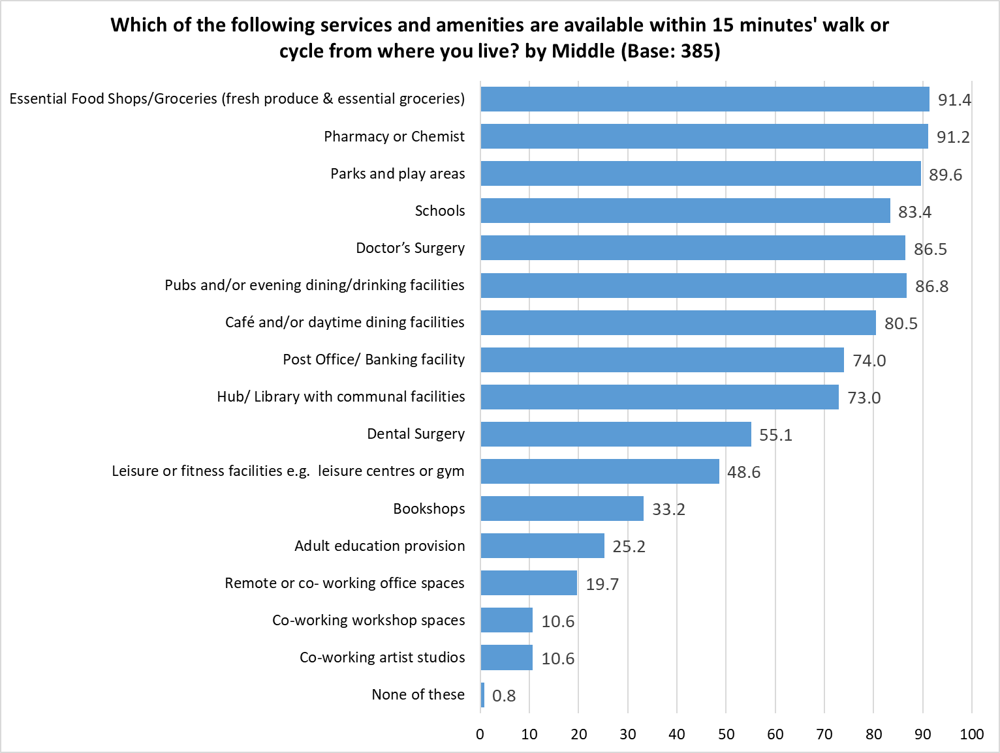 Which of the following services and amenities are available within 15 minutes' walk or
cycle from where you live? by Middle (Base: 385)
Essential Food Shops/Groceries (fresh produce & essential groceries) 91.4
Pharmacy or Chemist 91.2
Parks and play areas 89.6
Schools 83.4
Doctor’s Surgery 86.5
Pubs and/or evening dining/drinking facilities 86.8
Café and/or daytime dining facilities 80.5
Post Office/ Banking facility 74.0
Hub/ Library with communal facilities 73.0
Dental Surgery 55.1
Leisure or fitness facilities e.g.  leisure centres or gym 48.6
Bookshops 33.2
Adult education provision 25.2
Remote or co- working office spaces 19.7
Co-working workshop spaces 10.6
Co-working artist studios 10.6
None of these 0.8
0 10 20 30 40 50 60 70 80 90 100